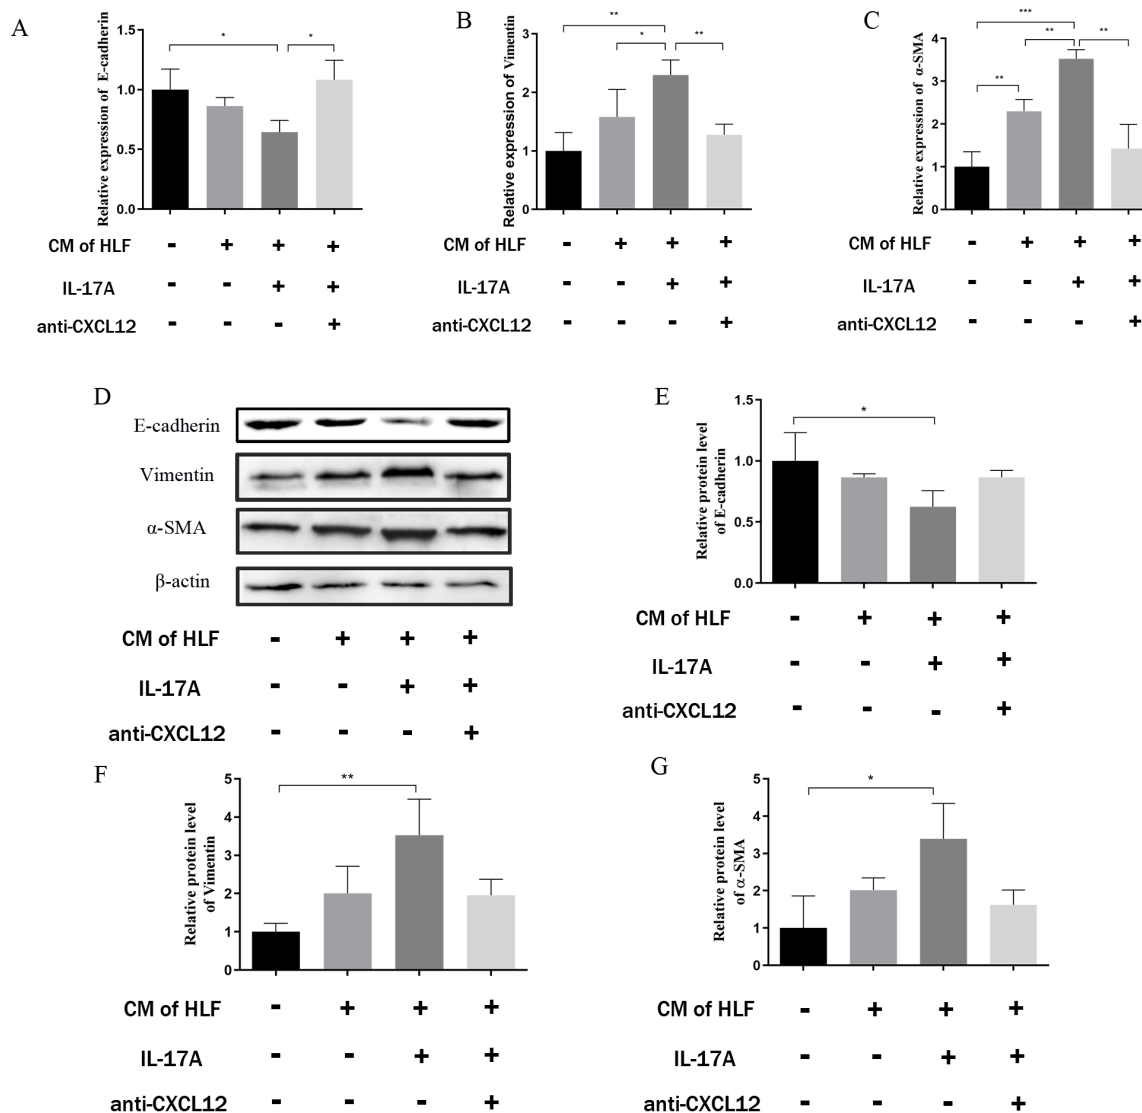 A
Relative expression of E-cadherin
1.5
1.0
0.5
0.0
*
*
CM of HLF - + + +
IL-17A - - + +
anti-CXCL12 - - - +
B
Relative expression of Vimentin
3
2
1
0
**
*
**
CM of HLF - + + +
IL-17A - - + +
anti-CXCL12 - - - +
C
Relative expression of α-SMA
4
3
2
1
0
***
**
**
**
CM of HLF - + + +
IL-17A - - + +
anti-CXCL12 - - - +
D
E-cadherin
Vimentin
α-SMA
β-actin
CM of HLF - + + +
IL-17A - - + +
anti-CXCL12 - - - +
E
Relative protein level
of E-cadherin
1.5
1.0
0.5
0.0
*
CM of HLF - + + +
IL-17A - - + +
anti-CXCL12 - - - +
F
Relative protein level
of Vimentin
5
4
3
2
1
0
**
CM of HLF - + + +
IL-17A - - + +
anti-CXCL12 - - - +
G
Relative protein level
of α-SMA
5
4
3
2
1
0
*
CM of HLF - + + +
IL-17A - - + +
anti-CXCL12 - - - +